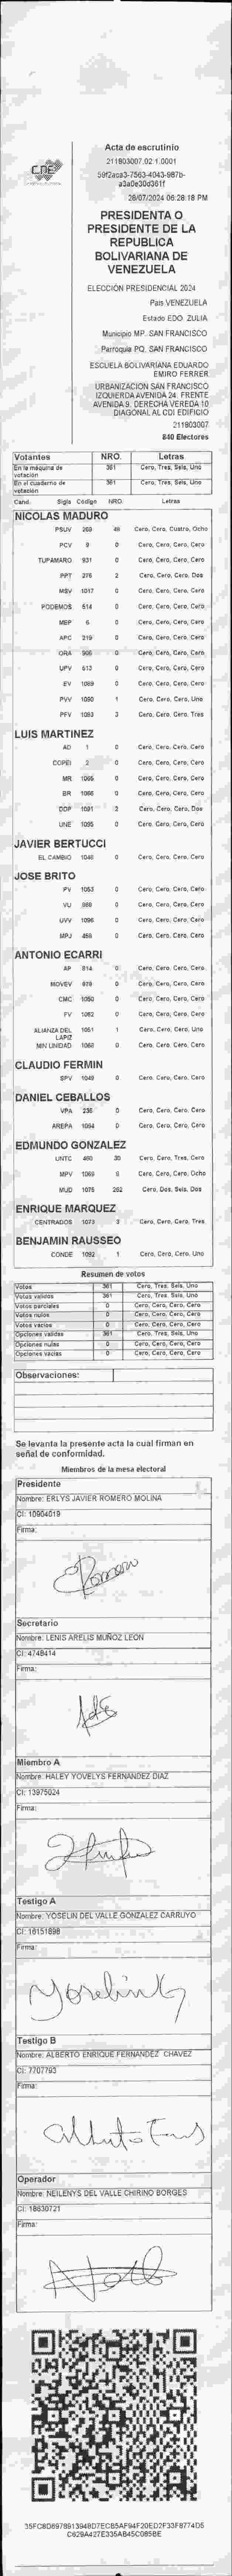 CNE
Acta de escrutinio
211803007.02.1.0001
59f2aca3-7563-4043-987b-
a3a0e30d361f
28/07/2024 06:28:18 PM
PRESIDENTA O
PRESIDENTE DE LA
REPUBLICA
BOLIVARIANA DE
VENEZUELA
ELECCIÓN PRESIDENCIAL 2024
País VENEZUELA
Estado EDO. ZULIA
Municipio MP. SAN FRANCISCO
Parroquia PQ. SAN FRANCISCO
ESCUELA BOLIVARIANA EDUARDO
EMIRO FERRER
URBANIZACION SAN FRANCISCO
IZQUIERDA AVENIDA 24. FRENTE
AVENIDA 9. DERECHA VEREDA 10
DIAGONAL AL CDI EDIFICIO
211803007
840 Electores
Votantes NRO. Letras
En la máquina de votación 361 Cero, Tres, Seis, Uno
En el cuaderno de votación 361 Cero, Tres, Seis, Uno
Cand. Sigla Código NRO. Letras
NICOLAS MADURO
PSUV 269 48 Cero, Cero, Cuatro, Ocho
PCV 9 0 Cero, Cero, Cero, Cero
TUPAMARO 931 0 Cero, Cero, Cero, Cero
PPT 276 2 Cero, Cero, Cero, Dos
MSV 1017 0 Cero, Cero, Cero, Cero
PODEMOS 514 0 Cero, Cero, Cero, Cero
MEP 6 0 Cero, Cero, Cero, Cero
APC 219 0 Cero, Cero, Cero, Cero
ORA 906 0 Cero, Cero, Cero, Cero
UPV 613 0 Cero, Cero, Cero, Cero
EV 1089 0 Cero, Cero, Cero, Cero
PVV 1090 1 Cero, Cero, Cero, Uno
PFV 1093 3 Cero, Cero, Cero, Tres
LUIS MARTINEZ
AD 1 0 Cero, Cero, Cero, Cero
COPEI 2 0 Cero, Cero, Cero, Cero
MR 1065 0 Cero, Cero, Cero, Cero
BR 1066 0 Cero, Cero, Cero, Cero
DDP 1091 Cero, Cero, Cero, Dos
UNE 1095 0 Cero, Cero, Cero, Cero
JAVIER BERTUCCI
EL CAMBIO 1048 0 Cero, Cero, Cero, Cero
JOSE BRITO
PV 1053 0 Cero, Cero, Cero, Cero
VU 988 0 Cero, Cero, Cero, Cero
UVV 1096 0 Cero, Cero, Cero, Cero
MPJ 456 0 Cero, Cero, Cero, Cero
ANTONIO ECARRI
AP 814 0 Cero, Cero, Cero, Cero
MOVEV 879 0 Cero, Cero, Cero, Cero
CMC 1050 0 Cero, Cero, Cero, Cero
FV 1082 0 Cero, Cero, Cero, Cero
ALIANZA DEL LAPIZ 1051 1 Cero, Cero, Cero, Uno
MIN UNIDAD 1068 0 Cero, Cero, Cero, Cero
CLAUDIO FERMIN
SPV 1049 0 Cero, Cero, Cero, Cero
DANIEL CEBALLOS
VPA 236 0 Cero, Cero, Cero, Cero
AREPA 1094 0 Cero, Cero, Cero, Cero
EDMUNDO GONZALEZ
UNTC 480 30 Cero, Cero, Tres, Cero
MPV 1069 8 Cero, Cero, Cero, Ocho
MUD 1075 262 Cero, Dos, Seis, Dos
ENRIQUE MARQUEZ
CENTRADOS 1073 3 Cero, Cero, Cero, Tres
BENJAMIN RAUSSEO
CONDE 1092 1 Cero, Cero, Cero, Uno
Resumen de votos
Votos 361 Cero, Tres, Seis, Uno
Votos validos 361 Cero, Tres, Seis, Uno
Votos parciales 0 Cero, Cero, Cero, Cero
Votos nulos 0 Cero, Cero, Cero, Cero
Votos vacios 0 Cero, Cero, Cero, Cero
Opciones validas 361 Cero, Tres, Seis, Uno
Opciones nulas 0 Cero, Cero, Cero, Cero
Opciones vacias 0 Cero, Cero, Cero, Cero
Observaciones:
Se levanta la presente acta la cual firman en
señal de conformidad.
Miembros de la mesa electoral
Presidente
Nombre: ERLYS JAVIER ROMERO MOLINA
CI: 10904019
Firma:
Secretario
Nombre: LENIS ARELIS MUÑOZ LEON
CI: 4748414
Firma:
Miembro A
Nombre: HALEY YOVELYS FERNANDEZ DIAZ
CI: 13975024
Firma:
Testigo A
Nombre: YOSELIN DEL VALLE GONZALEZ CARRUYO
CI: 16151898
Firma:
Testigo B
Nombre: ALBERTO ENRIQUE FERNANDEZ CHAVEZ
CI: 7707793
Firma:
Operador
Nombre: NEILENYS DEL VALLE CHIRINO BORGES
CI: 18830721
Firma:
35FC8D8978913948D7ECB5AF94F20ED2F33F8774D5
C629A427E335AB45C085BE